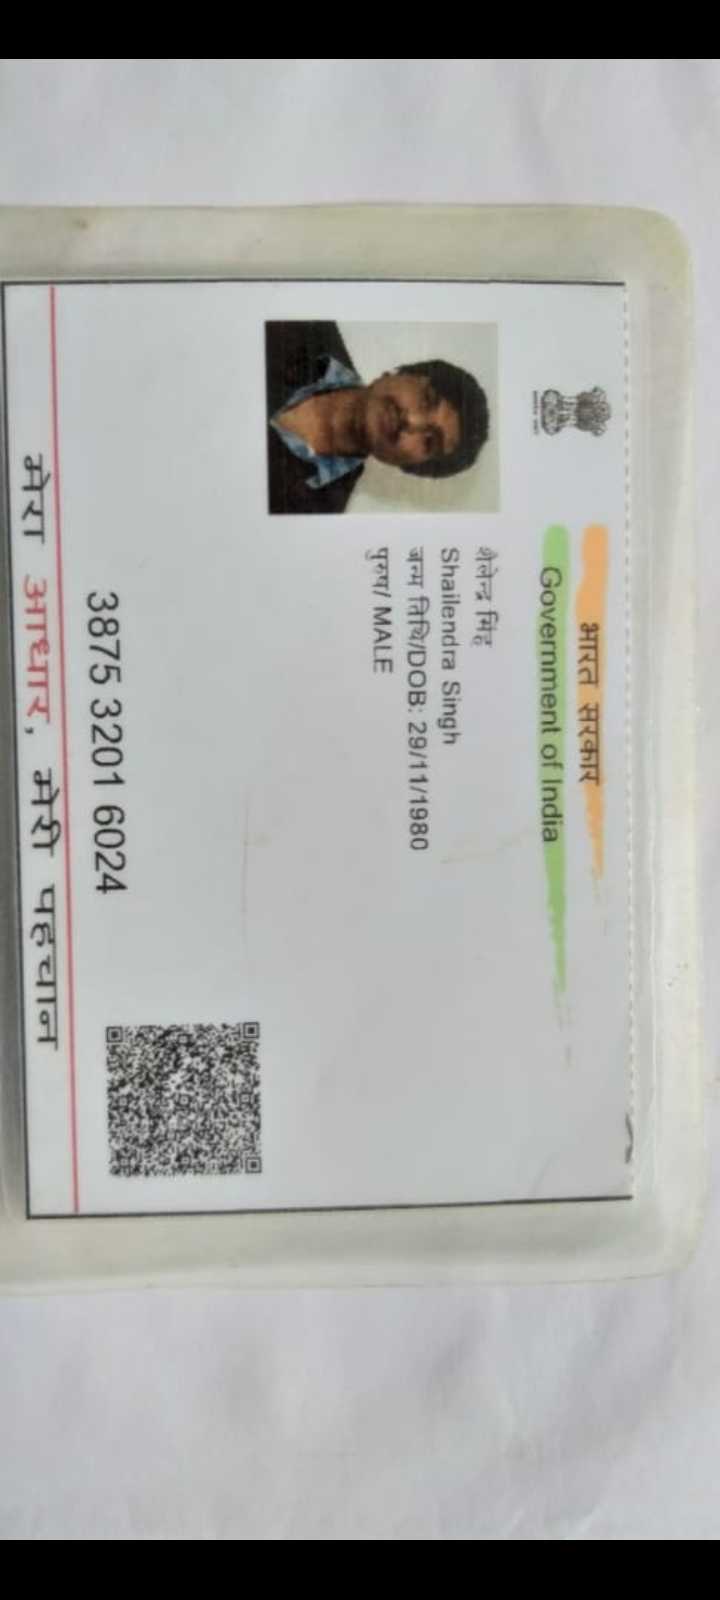 भारत सरकार
Government of India
शैलेन्द्र सिंह
Shailendra Singh
जन्म तिथि/DOB: 29/11/1980
पुरुष/ MALE
3875 3201 6024
मेरा आधार, मेरी पहचान